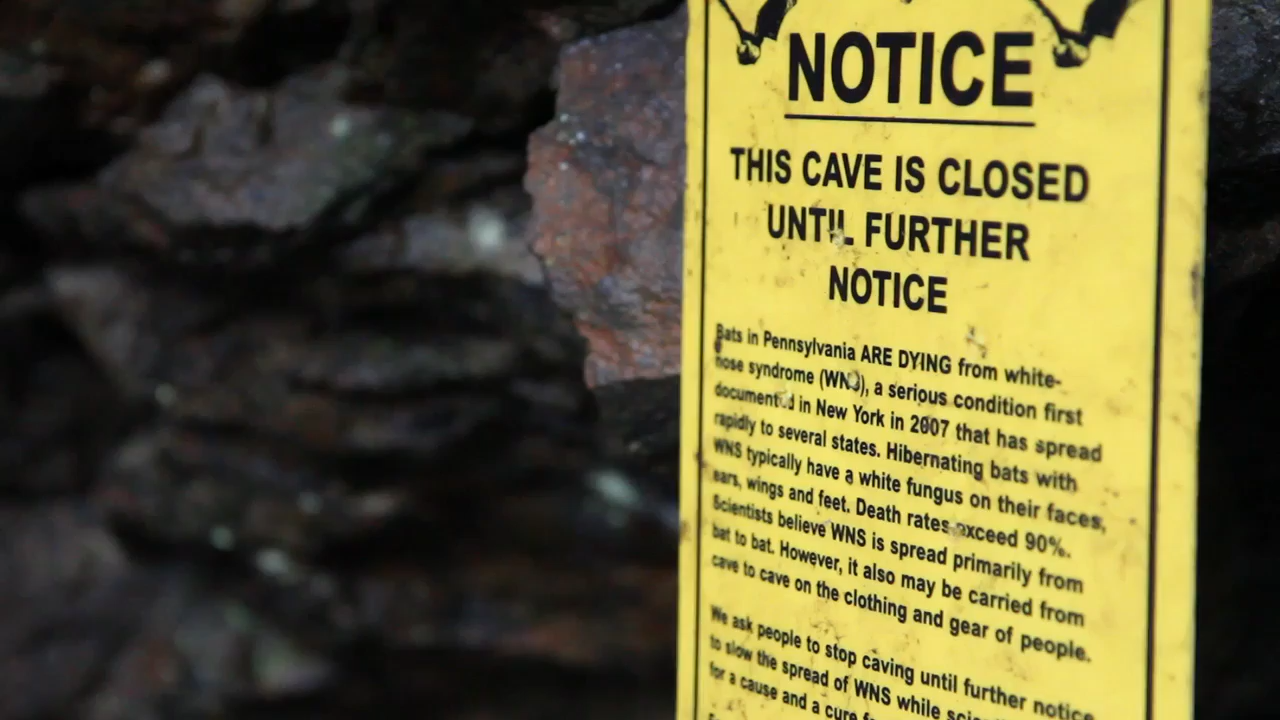 NOTICE
THIS CAVE IS CLOSED
UNTIL FURTHER
NOTICE
Bats in Pennsylvania ARE DYING from white-
nose syndrome (WNS), a serious condition first
documented in New York in 2007 that has spread
rapidly to several states. Hibernating bats with
WNS typically have a white fungus on their faces,
ears, wings and feet. Death rates exceed 90%.
Scientists believe WNS is spread primarily from
bat to bat. However, it also may be carried from
cave to cave on the clothing and gear of people.
We ask people to stop caving until further notice
to slow the spread of WNS while
for a cause and a cure